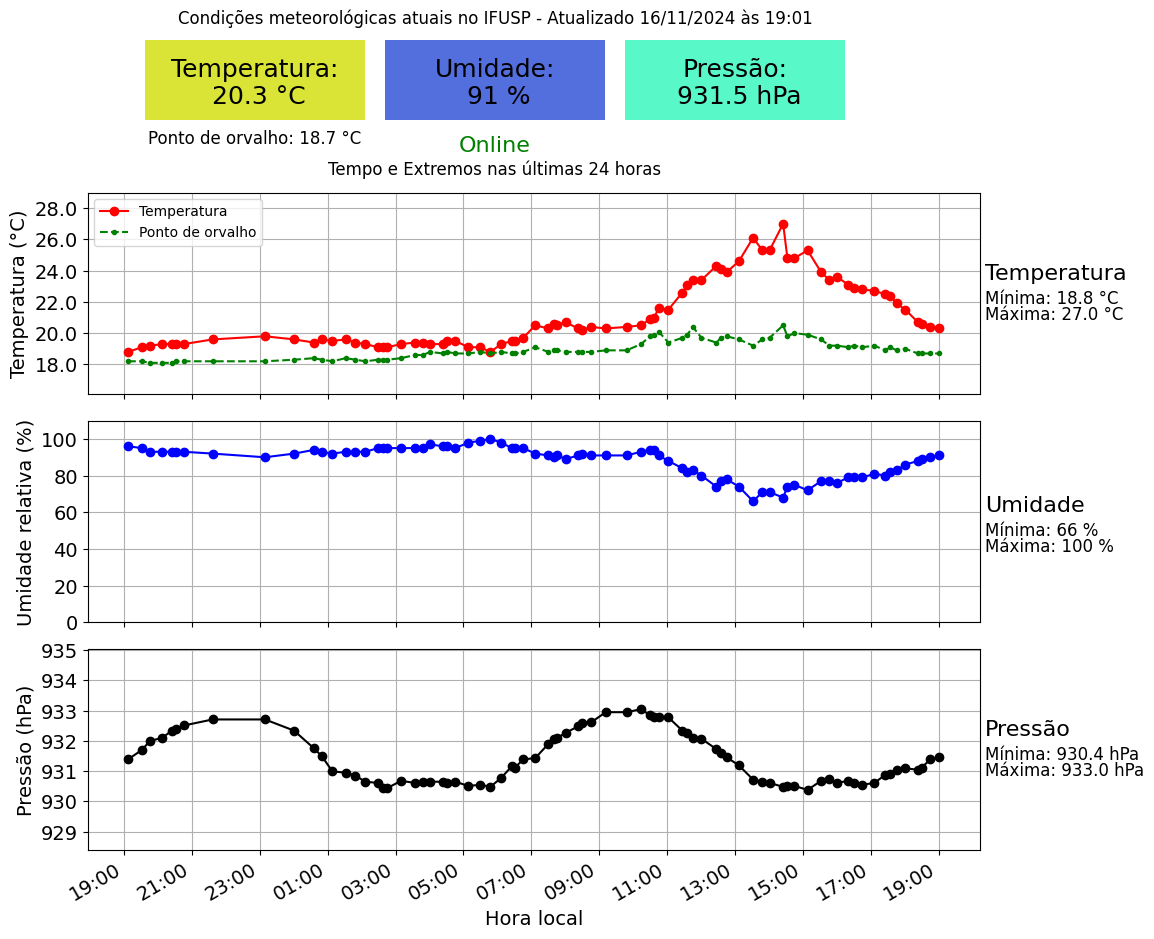 Condições meteorológicas atuais no IFUSP - Atualizado 16/11/2024 às 19:01
Temperatura:
20.3 °C
Umidade:
91 %
Pressão:
931.5 hPa
Ponto de orvalho: 18.7 °C
Online
Tempo e Extremos nas últimas 24 horas
Temperatura (°C)
28.0
26.0
24.0
22.0
20.0
18.0
Temperatura
Ponto de orvalho
Temperatura
Mínima: 18.8 °C
Máxima: 27.0 °C
Umidade relativa (%)
100
80
60
40
20
0
Umidade
Mínima: 66 %
Máxima: 100 %
Pressão (hPa)
935
934
933
932
931
930
929
Pressão
Mínima: 930.4 hPa
Máxima: 933.0 hPa
19:00
21:00
23:00
01:00
03:00
05:00
07:00
09:00
11:00
13:00
15:00
17:00
19:00
Hora local